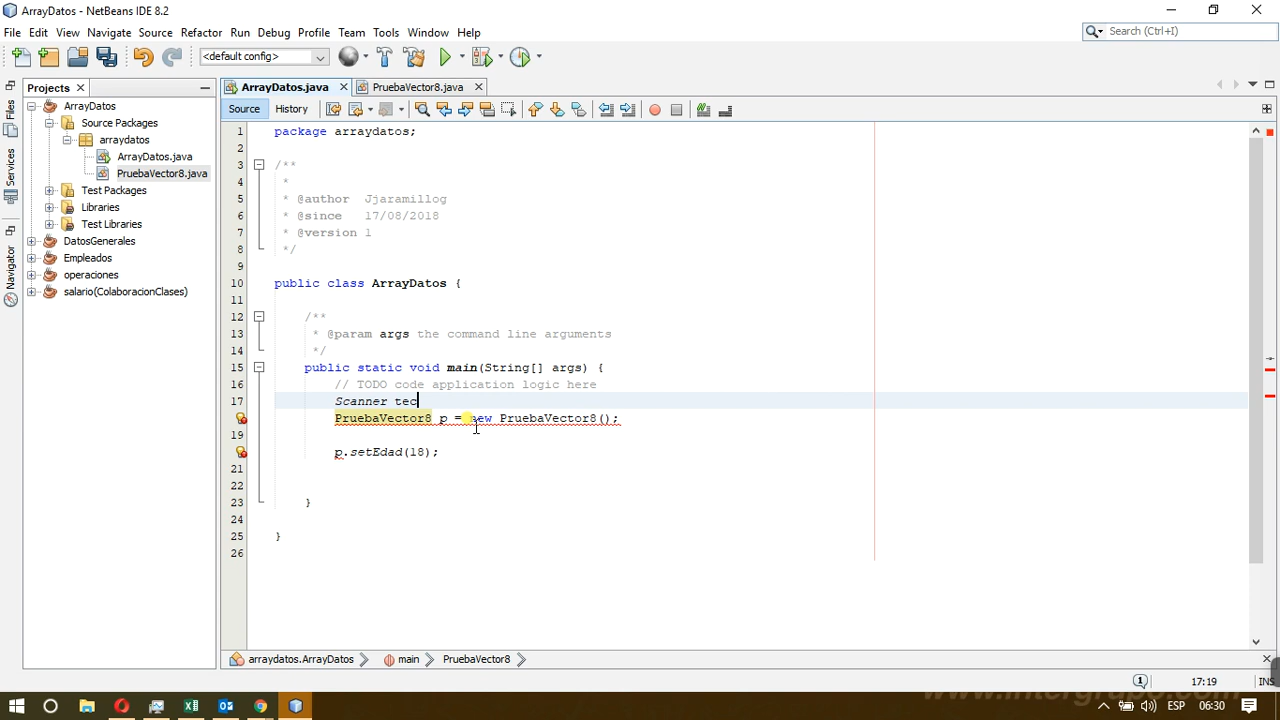 ArrayDatos - NetBeans IDE 8.2
File Edit View Navigate Source Refactor Run Debug Profile Team Tools Window Help
Search (Ctrl+I)
<default config>
Projects
ArrayDatos.java
PruebaVector8.java
Source History
Files
Services
Navigator
ArrayDatos
Source Packages
arraydatos
ArrayDatos.java
PruebaVector8.java
Test Packages
Libraries
Test Libraries
DatosGenerales
Empleados
operaciones
salario(ColaboracionClases)
1 package arraydatos;
2
3 /**
4 *
5 * @author Jjaramillog
6 * @since 17/08/2018
7 * @version 1
8 */
9
10 public class ArrayDatos {
11
12 /**
13 * @param args the command line arguments
14 */
15 public static void main(String[] args) {
16 // TODO code application logic here
17 Scanner tec
PruebaVector8 p = new PruebaVector8();
19
p.setEdad(18);
21
22
23 }
24
25 }
26
arraydatos.ArrayDatos main PruebaVector8
17:19 INS
www.intergrupo.com
ESP 06:30